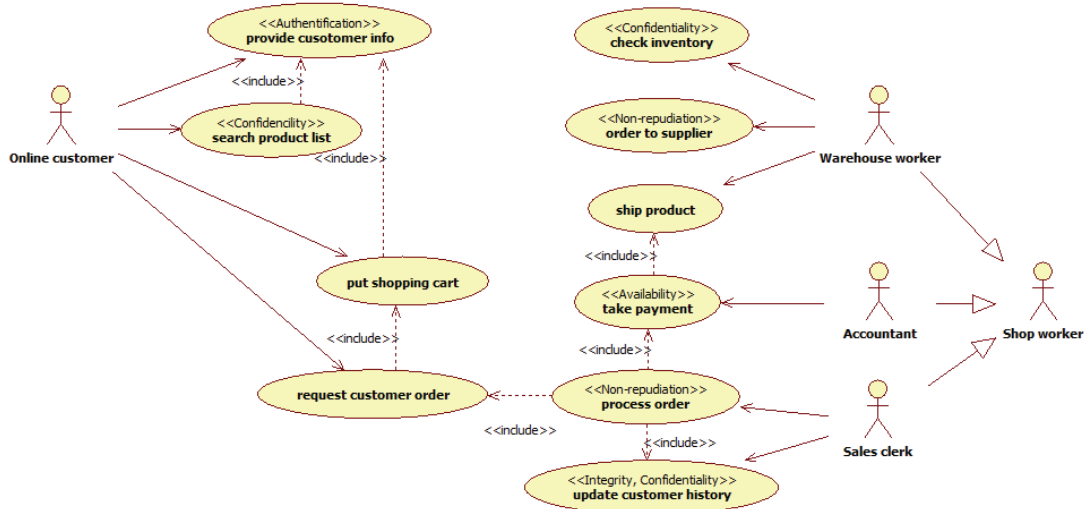 <<Authentification>>
provide cusotomer info
<<Confidentiality>>
check inventory
<<include>>
Online customer
<<Confidencility>>
search product list
<<Non-repudiation>>
order to supplier
Warehouse worker
<<include>>
ship product
<<include>>
put shopping cart
<<Availability>>
take payment
Accountant
Shop worker
<<include>>
<<include>>
request customer order
<<Non-repudiation>>
process order
<<include>>
<<include>>
Sales clerk
<<Integrity, Confidentiality>>
update customer history